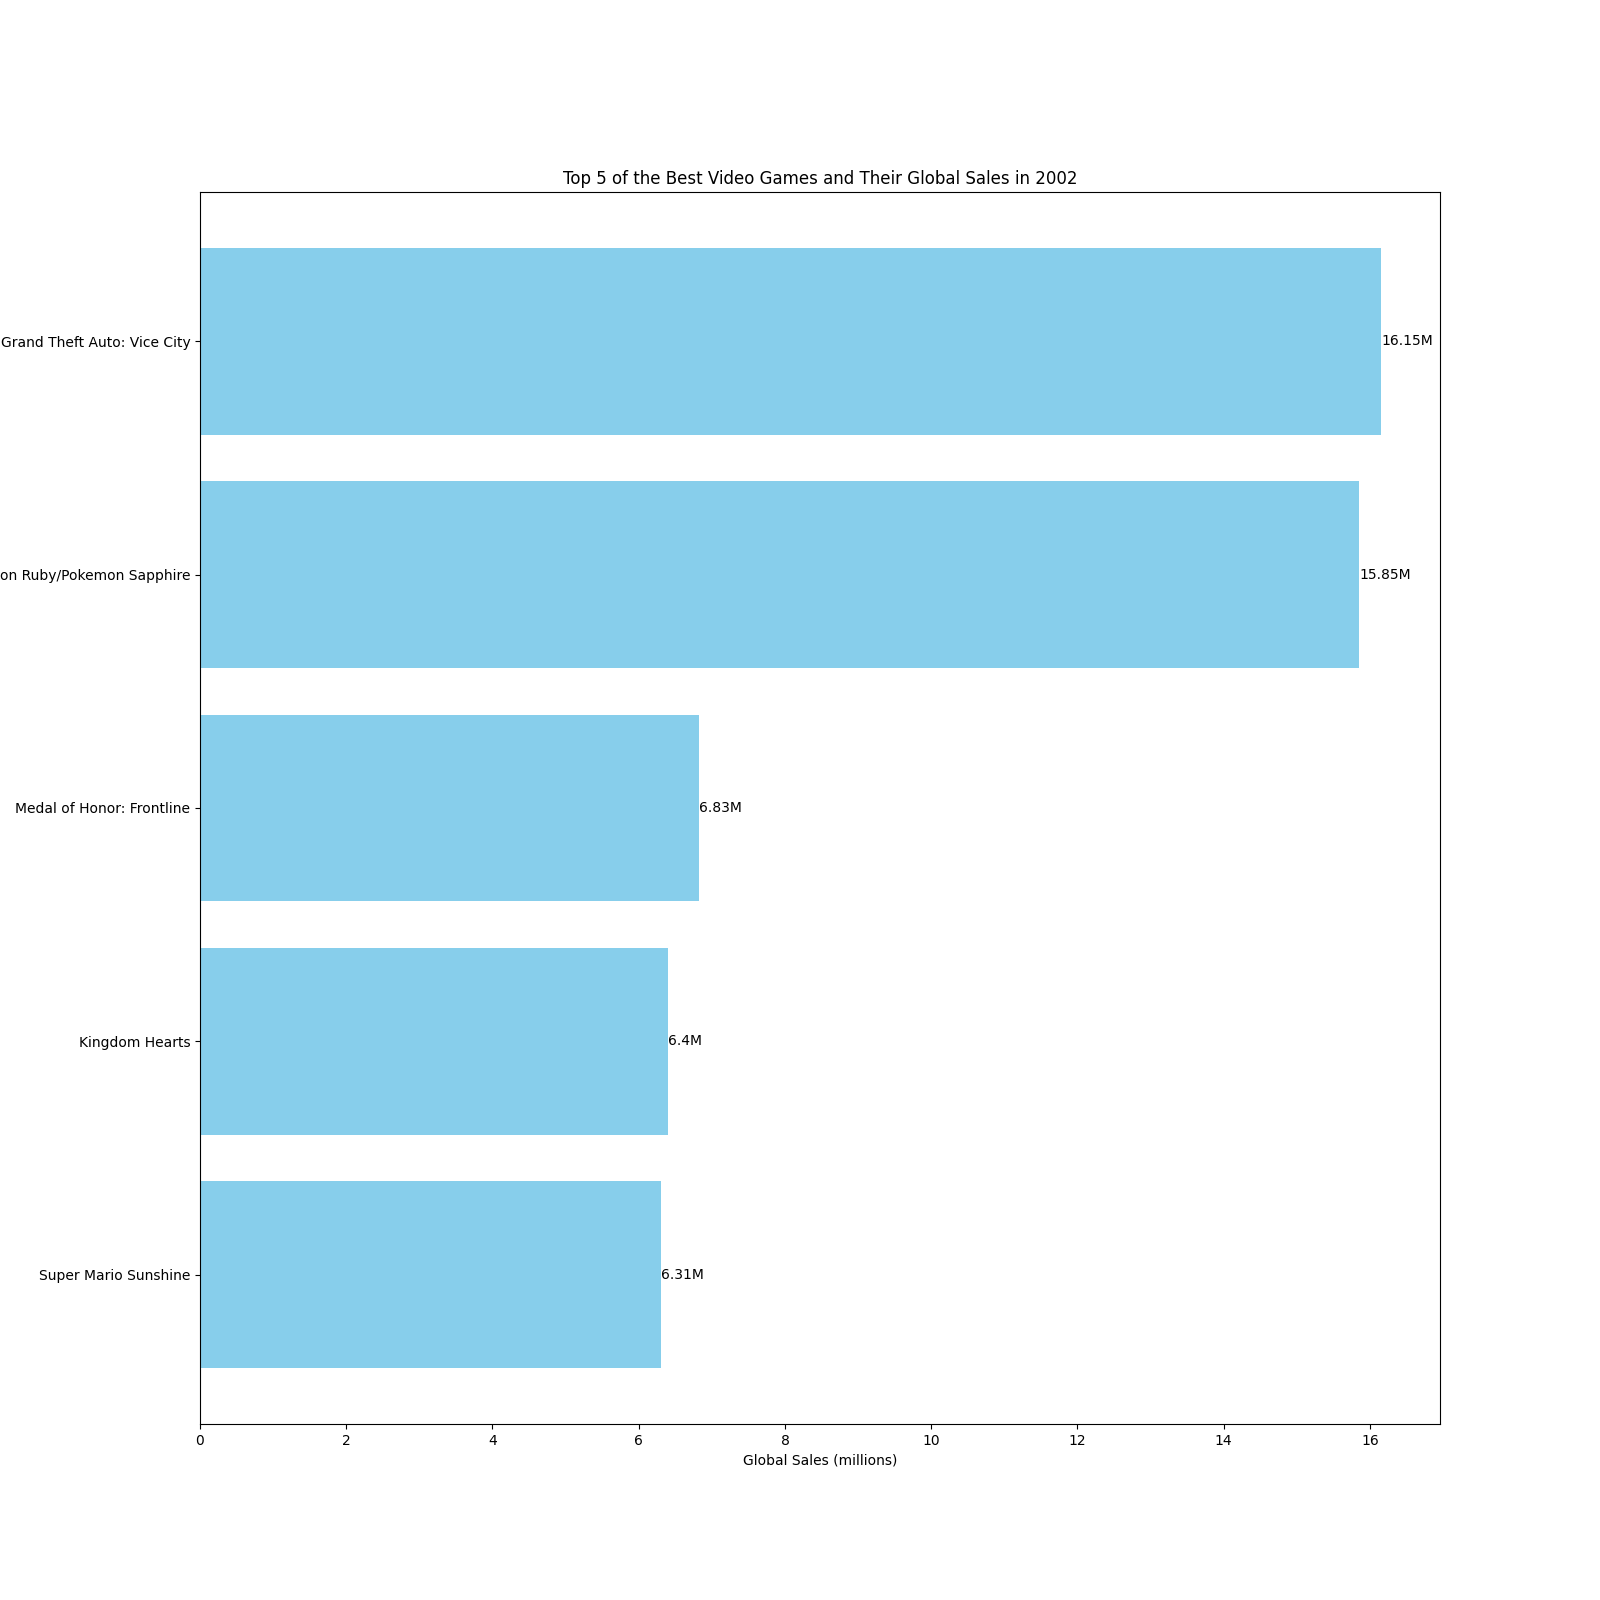 Top 5 of the Best Video Games and Their Global Sales in 2002
Grand Theft Auto: Vice City
16.15M
on Ruby/Pokemon Sapphire
15.85M
Medal of Honor: Frontline
6.83M
Kingdom Hearts
6.4M
Super Mario Sunshine
6.31M
0 2 4 6 8 10 12 14 16
Global Sales (millions)